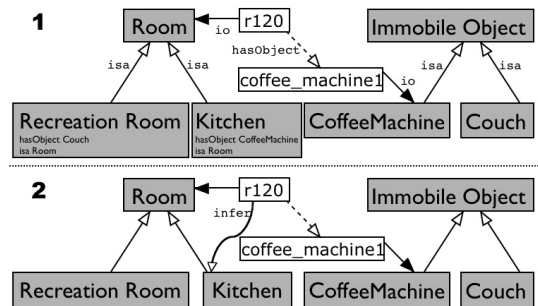 1
Room
io
r120
Immobile Object
isa
isa
hasObject
coffee_machine1
io
isa
isa
Recreation Room
hasObject Couch
isa Room
Kitchen
hasObject CoffeeMachine
isa Room
CoffeeMachine
Couch
2
Room
r120
Immobile Object
infer
coffee_machine1
Recreation Room
Kitchen
CoffeeMachine
Couch